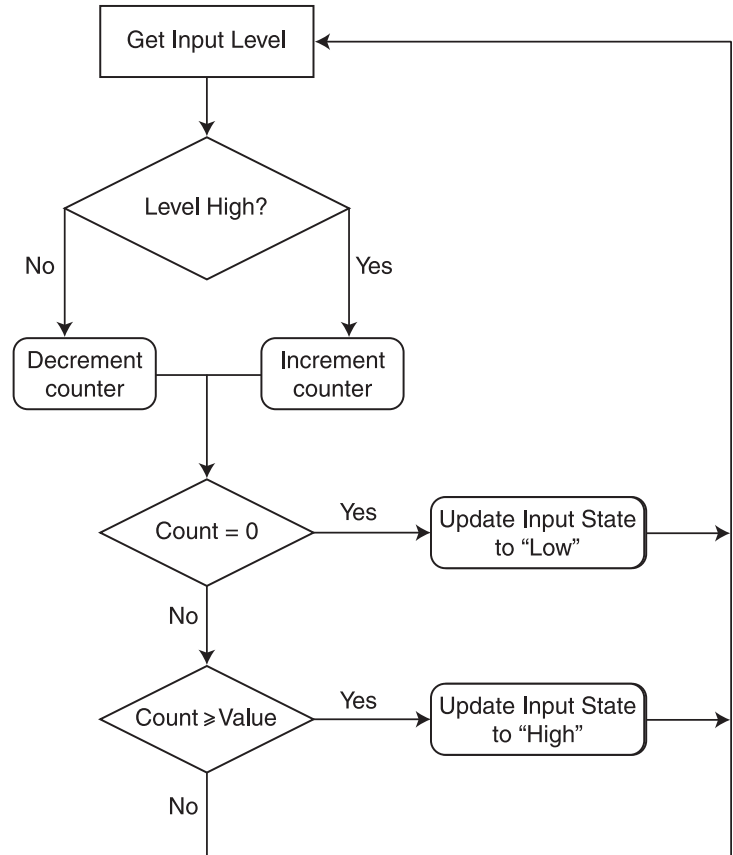 Get Input Level
Level High?
No
Yes
Decrement
counter
Increment
counter
Count = 0
Yes
Update Input State
to “Low”
No
Count ⩾ Value
Yes
Update Input State
to “High”
No